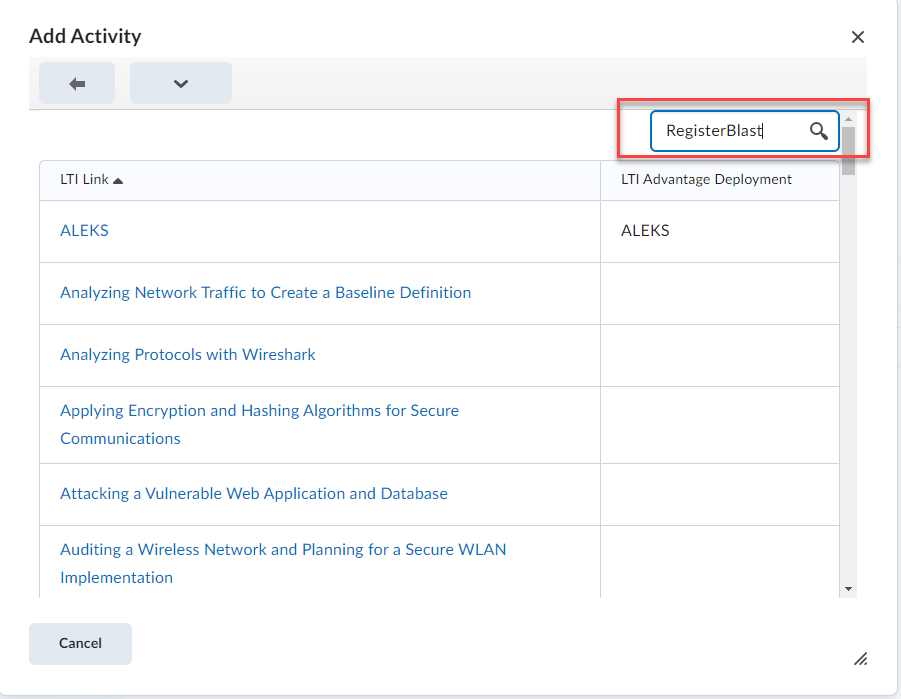 Add Activity
RegisterBlast
LTI Link
LTI Advantage Deployment
ALEKS
ALEKS
Analyzing Network Traffic to Create a Baseline Definition
Analyzing Protocols with Wireshark
Applying Encryption and Hashing Algorithms for Secure
Communications
Attacking a Vulnerable Web Application and Database
Auditing a Wireless Network and Planning for a Secure WLAN
Implementation
Cancel